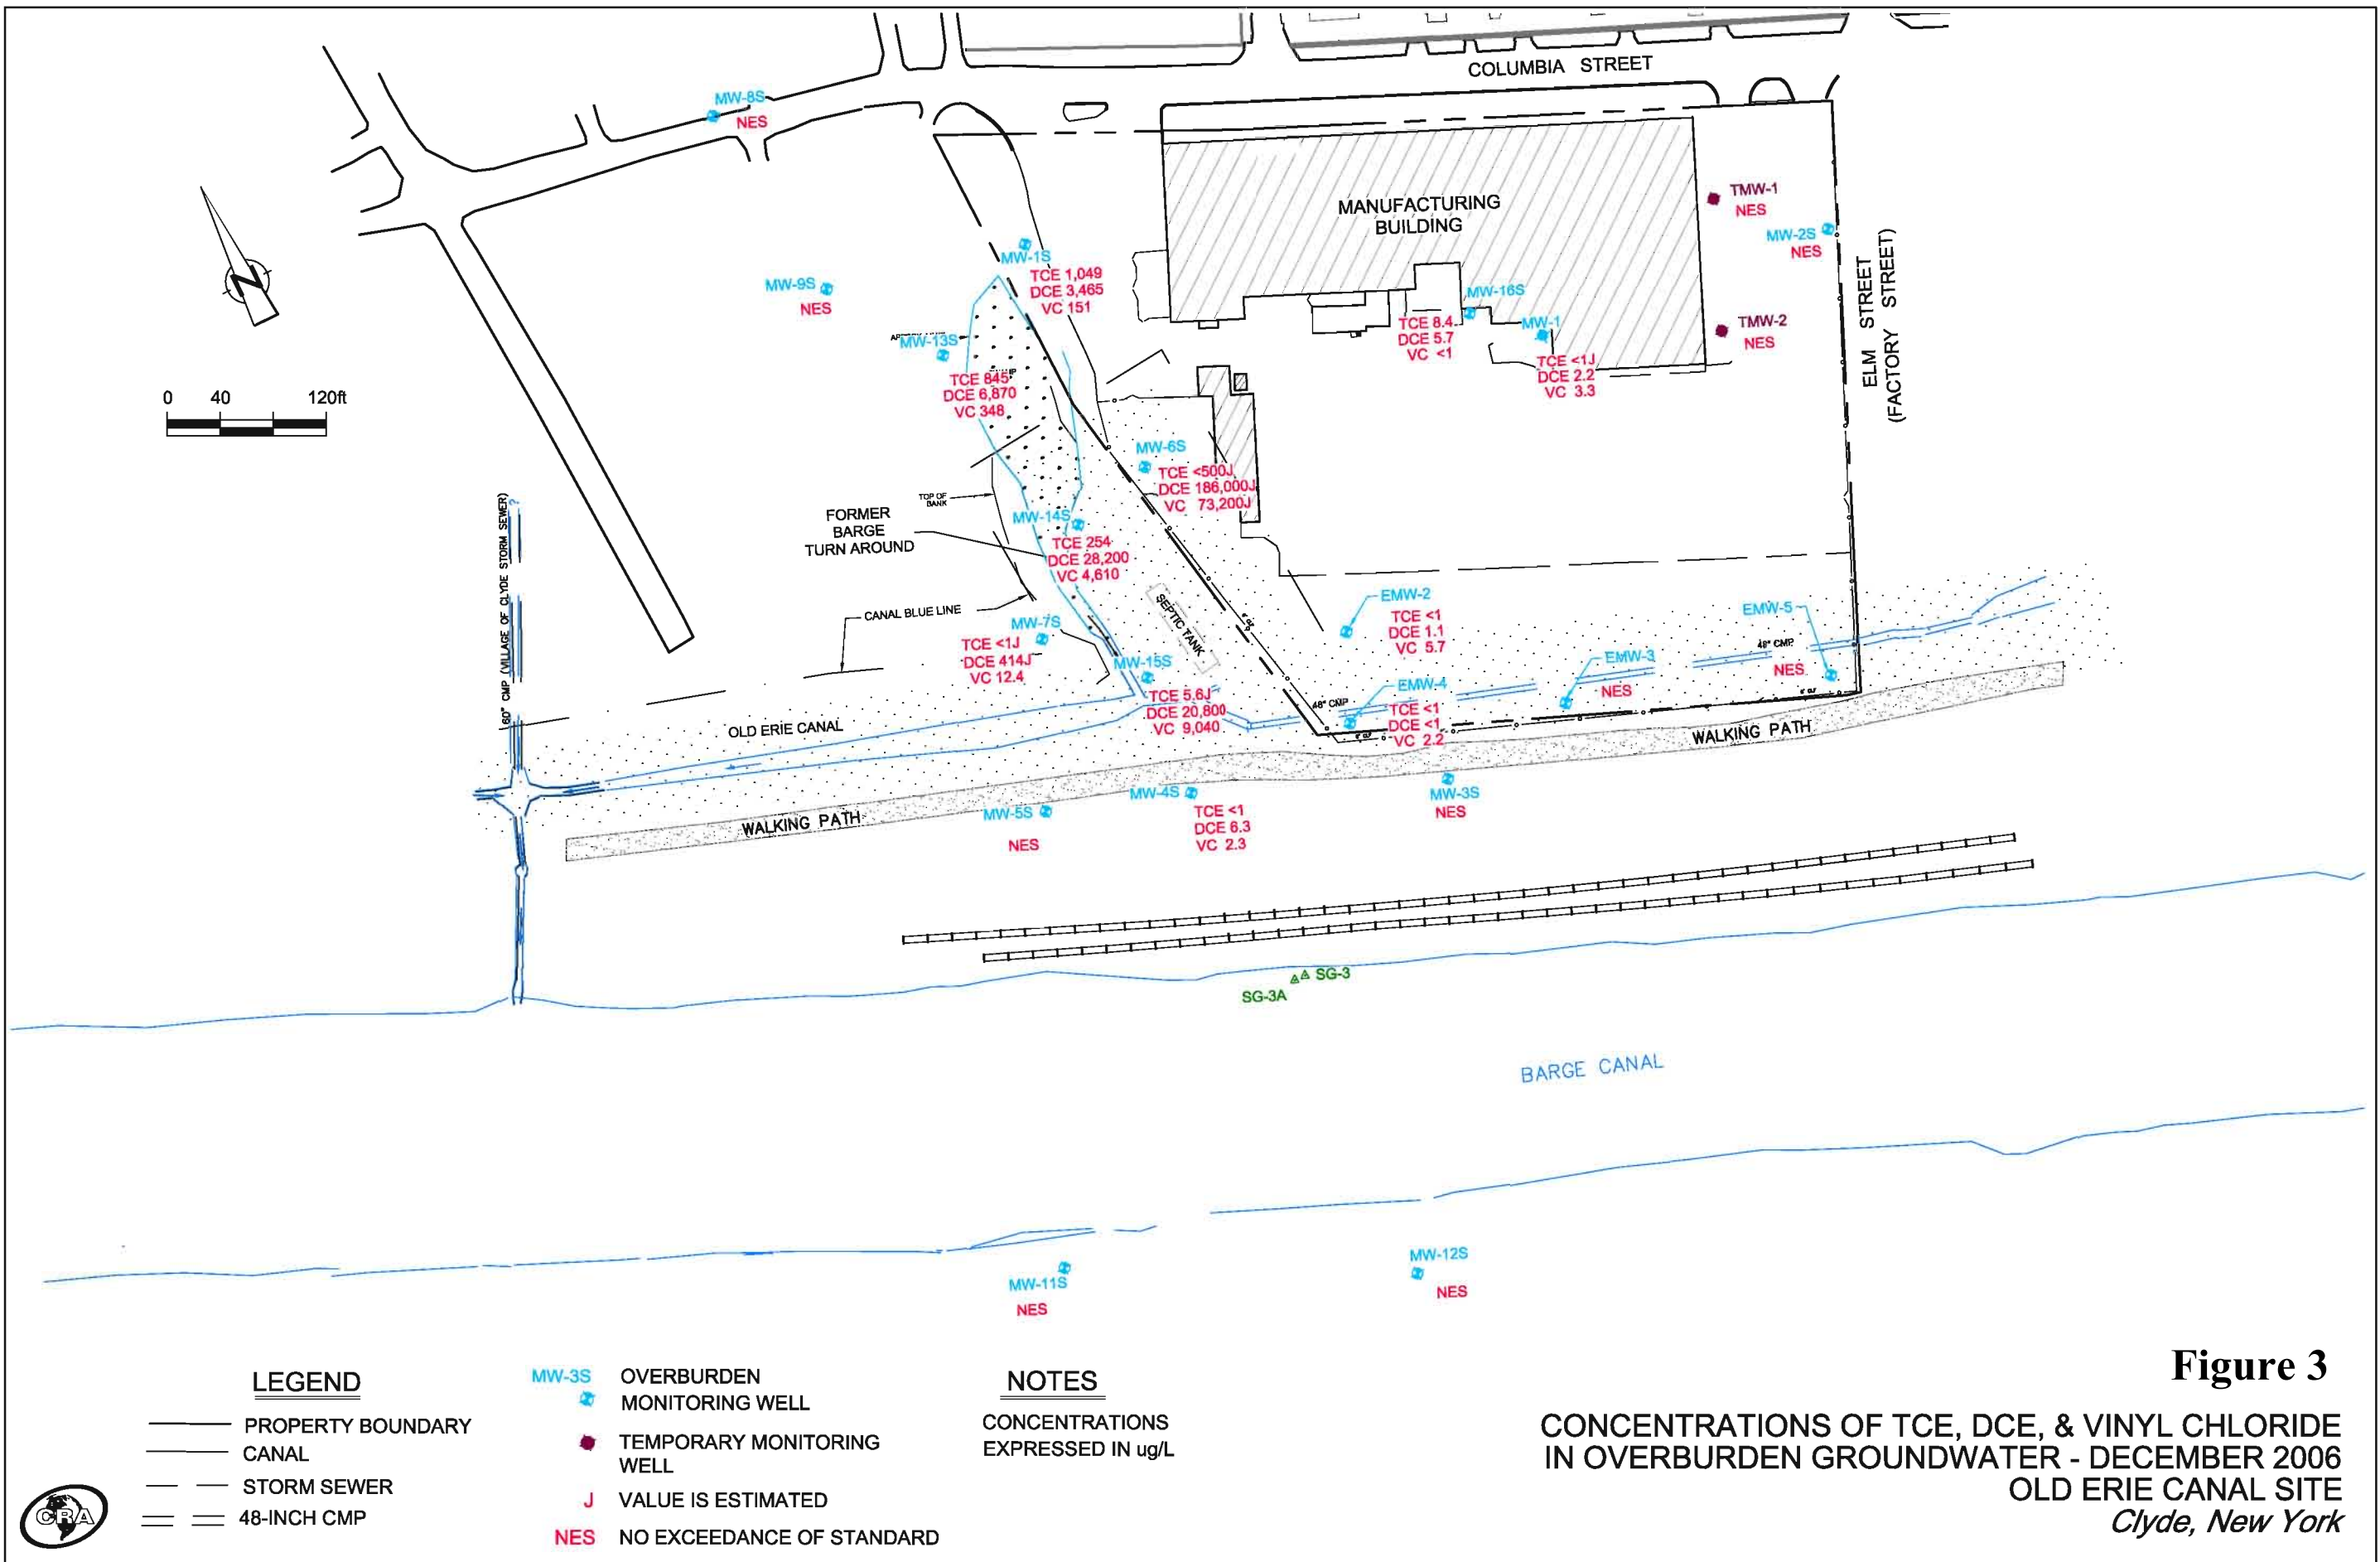 COLUMBIA STREET
MW-8S
NES
MANUFACTURING
BUILDING
TMW-1
NES
MW-2S
NES
ELM STREET
(FACTORY STREET)
N
MW-1S
TCE 1,049
DCE 3,465
VC 151
MW-9S
NES
MW-16S
TCE 8.4
DCE 5.7
VC <1
MW-1
TCE <1J
DCE 2.2
VC 3.3
TMW-2
NES
MW-13S
TCE 845
DCE 6,870
VC 348
0 40 120ft
MW-6S
TCE <500J
DCE 186,000J
VC 73,200J
TOP OF
BANK
FORMER
BARGE
TURN AROUND
MW-14S
TCE 254
DCE 28,200
VC 4,610
60" CMP (VILLAGE OF CLYDE STORM SEWER)
?
SEPTIC TANK
CANAL BLUE LINE
MW-7S
TCE <1J
DCE 414J
VC 12.4
EMW-2
TCE <1
DCE 1.1
VC 5.7
EMW-5
NES
48" CMP
EMW-3
NES
MW-15S
TCE 5.6J
DCE 20,800
VC 9,040
48" CMP
EMW-4
TCE <1
DCE <1
VC 2.2
OLD ERIE CANAL
WALKING PATH
WALKING PATH
MW-5S
NES
MW-4S
TCE <1
DCE 6.3
VC 2.3
MW-3S
NES
SG-3
SG-3A
BARGE CANAL
MW-11S
NES
MW-12S
NES
LEGEND
PROPERTY BOUNDARY
CANAL
STORM SEWER
48-INCH CMP
CRA
MW-3S OVERBURDEN
MONITORING WELL
TEMPORARY MONITORING
WELL
J VALUE IS ESTIMATED
NES NO EXCEEDANCE OF STANDARD
NOTES
CONCENTRATIONS
EXPRESSED IN ug/L
Figure 3
CONCENTRATIONS OF TCE, DCE, & VINYL CHLORIDE
IN OVERBURDEN GROUNDWATER - DECEMBER 2006
OLD ERIE CANAL SITE
Clyde, New York